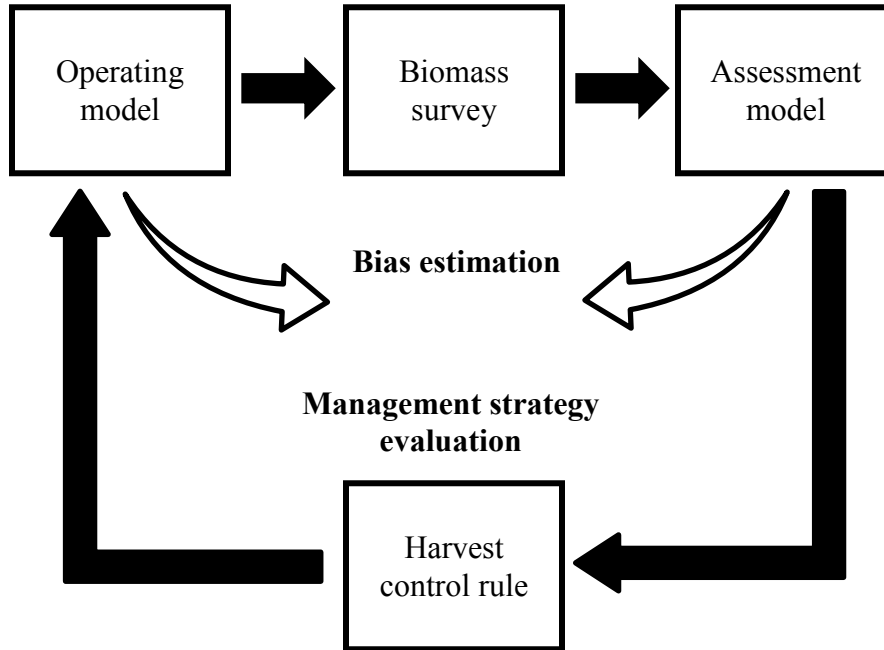 Operating
model
Biomass
survey
Assessment
model
Bias estimation
Management strategy
evaluation
Harvest
control rule